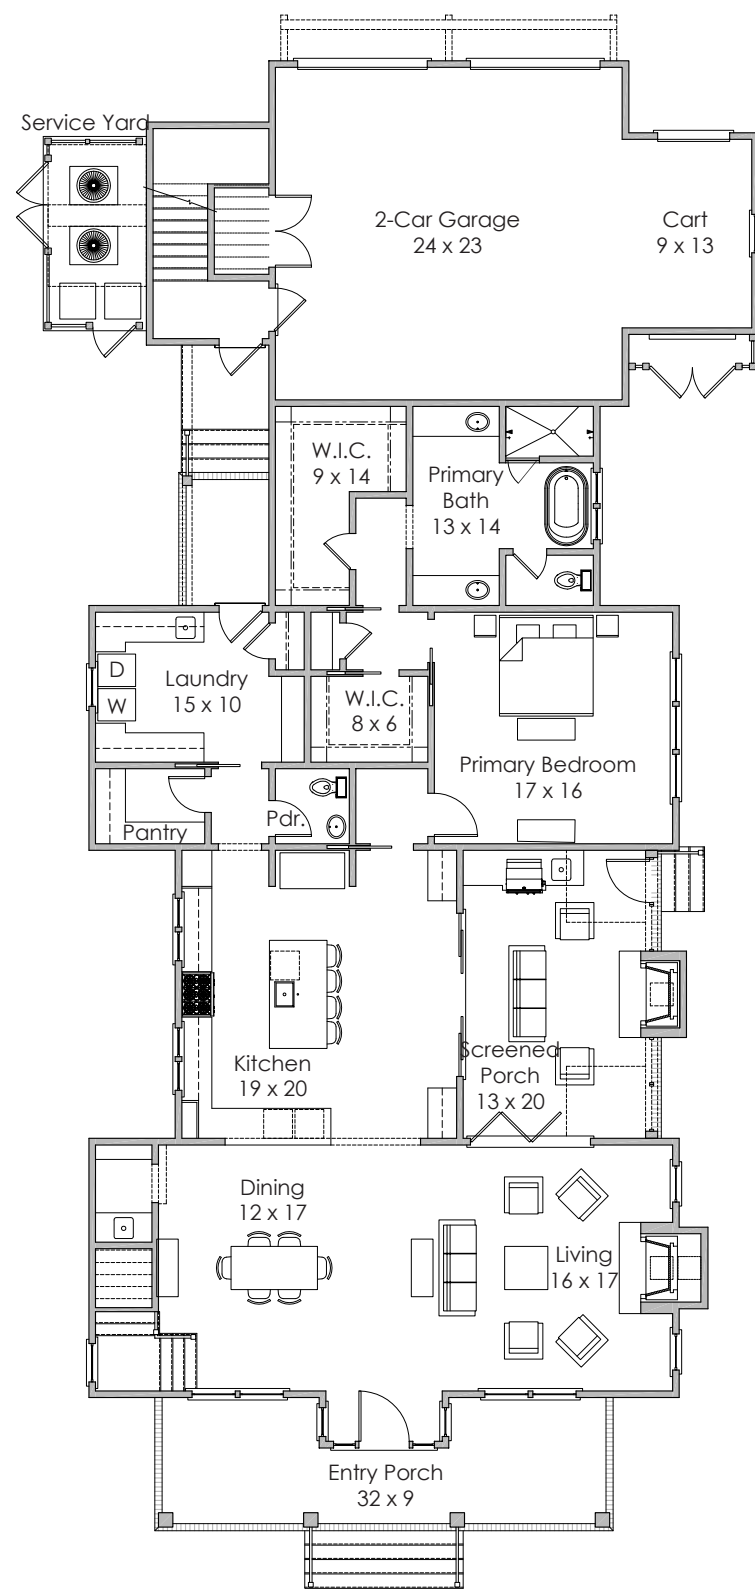 Service Yard
2-Car Garage
24 x 23
Cart
9 x 13
W.I.C.
9 x 14
Primary
Bath
13 x 14
D
W
Laundry
15 x 10
W.I.C.
8 x 6
Primary Bedroom
17 x 16
Pantry
Pdr.
Kitchen
19 x 20
Screened
Porch
13 x 20
Dining
12 x 17
Living
16 x 17
Entry Porch
32 x 9